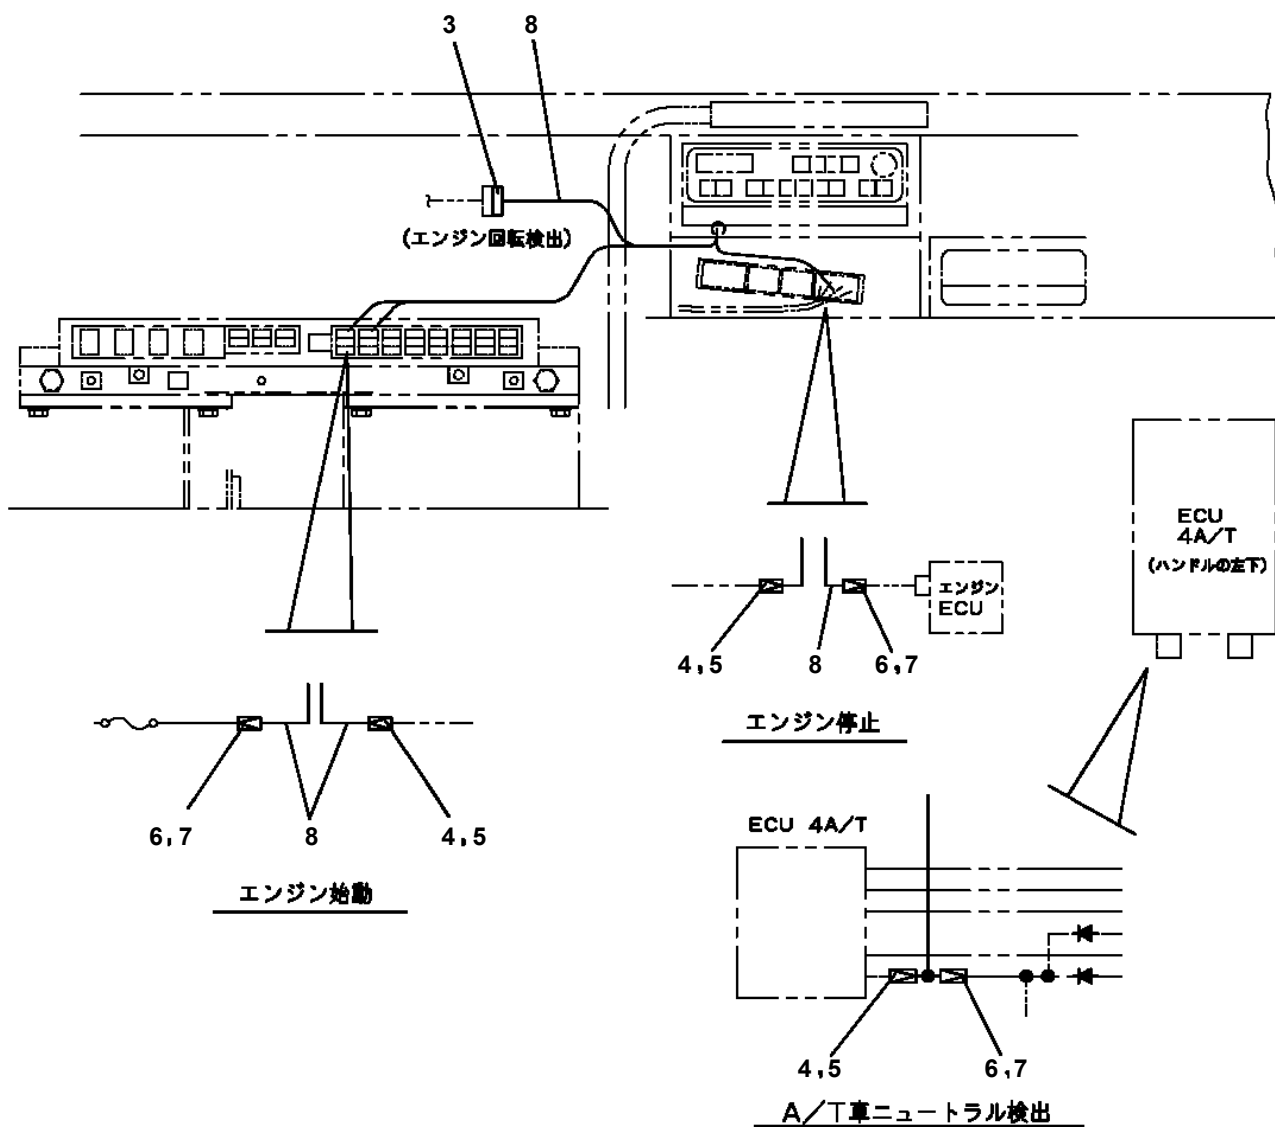 3 8
(エンジン回転検出)
ECU
4A/T
(ハンドルの左下)
エンジン
ECU
4,5 8 6,7
エンジン停止
6,7 8 4,5
エンジン始動
ECU 4A/T
4,5 6,7
A/T車ニュートラル検出